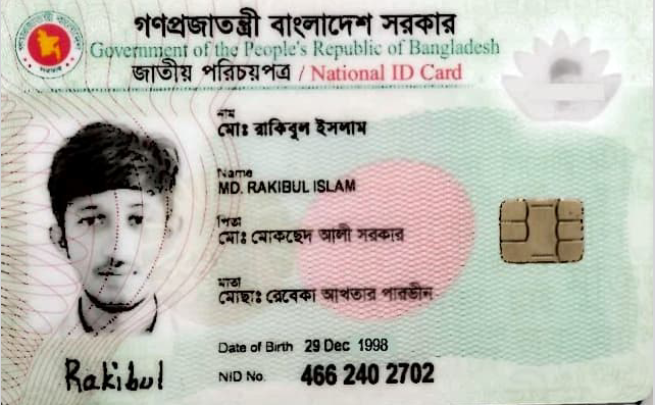 গণপ্রজাতন্ত্রী বাংলাদেশ সরকার
Government of the People's Republic of Bangladesh
জাতীয় পরিচয়পত্র / National ID Card
নাম
মোঃ রাকিবুল ইসলাম
Name
MD. RAKIBUL ISLAM
পিতা
মোঃ মোকছেদ আলী সরকার
মাতা
মোছাঃ রেবেকা আখতার পারভীন
Date of Birth 29 Dec 1998
NID No. 466 240 2702
Rakibul